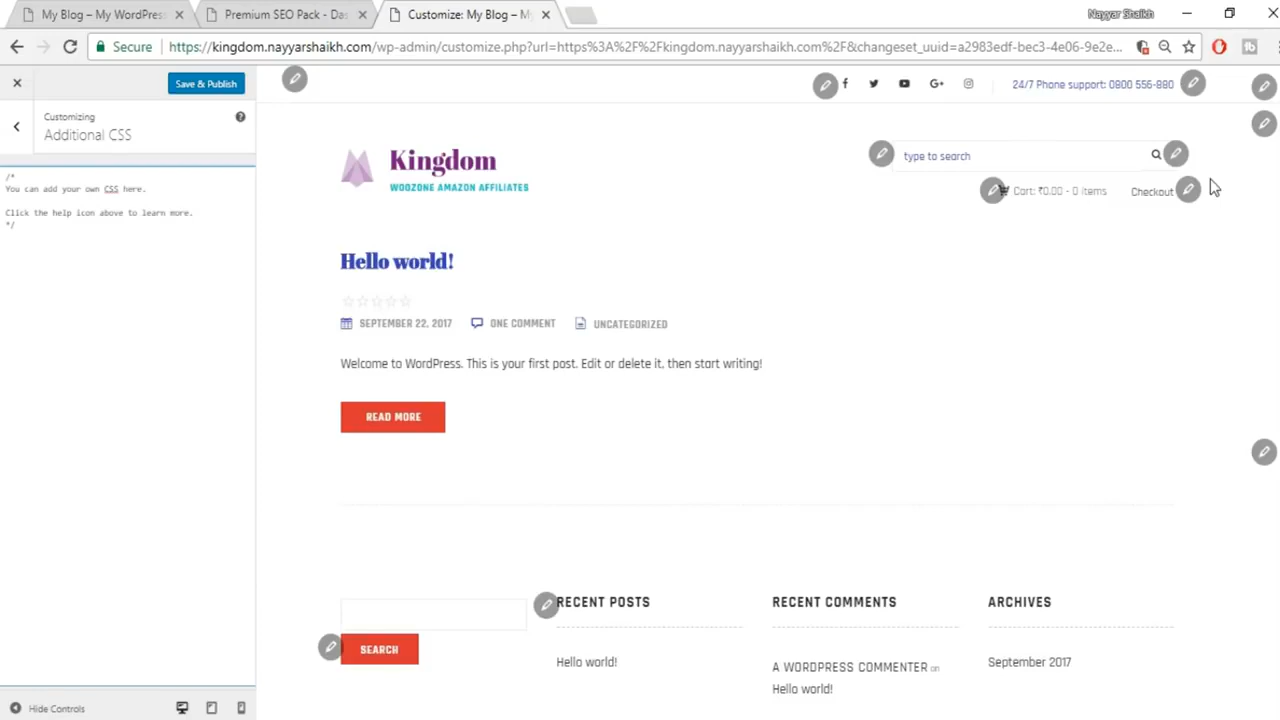 My Blog – My WordPress
Premium SEO Pack - Das
Customize: My Blog – My
Nayyar Shaikh
Secure
https://kingdom.nayyarshaikh.com/wp-admin/customize.php?url=https%3A%2F%2Fkingdom.nayyarshaikh.com%2F&changeset_uuid=a2983edf-bec3-4e06-9e2e...
Save & Publish
Customizing
Additional CSS
/*
You can add your own CSS here.
Click the help icon above to learn more.
*/
Hide Controls
24/7 Phone support: 0800 556-880
Kingdom
WOOZONE AMAZON AFFILIATES
type to search
Cart: ₹0.00 - 0 items
Checkout
Hello world!
SEPTEMBER 22, 2017
ONE COMMENT
UNCATEGORIZED
Welcome to WordPress. This is your first post. Edit or delete it, then start writing!
READ MORE
SEARCH
RECENT POSTS
Hello world!
RECENT COMMENTS
A WORDPRESS COMMENTER on
Hello world!
ARCHIVES
September 2017